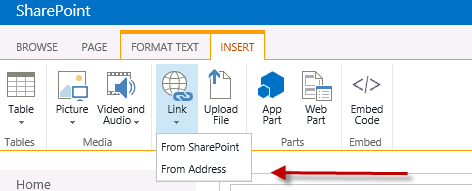 SharePoint
BROWSE PAGE FORMAT TEXT INSERT
Table Picture Video and Audio Link Upload File App Part Web Part Embed Code
Tables Media Parts Embed
From SharePoint
From Address
Home